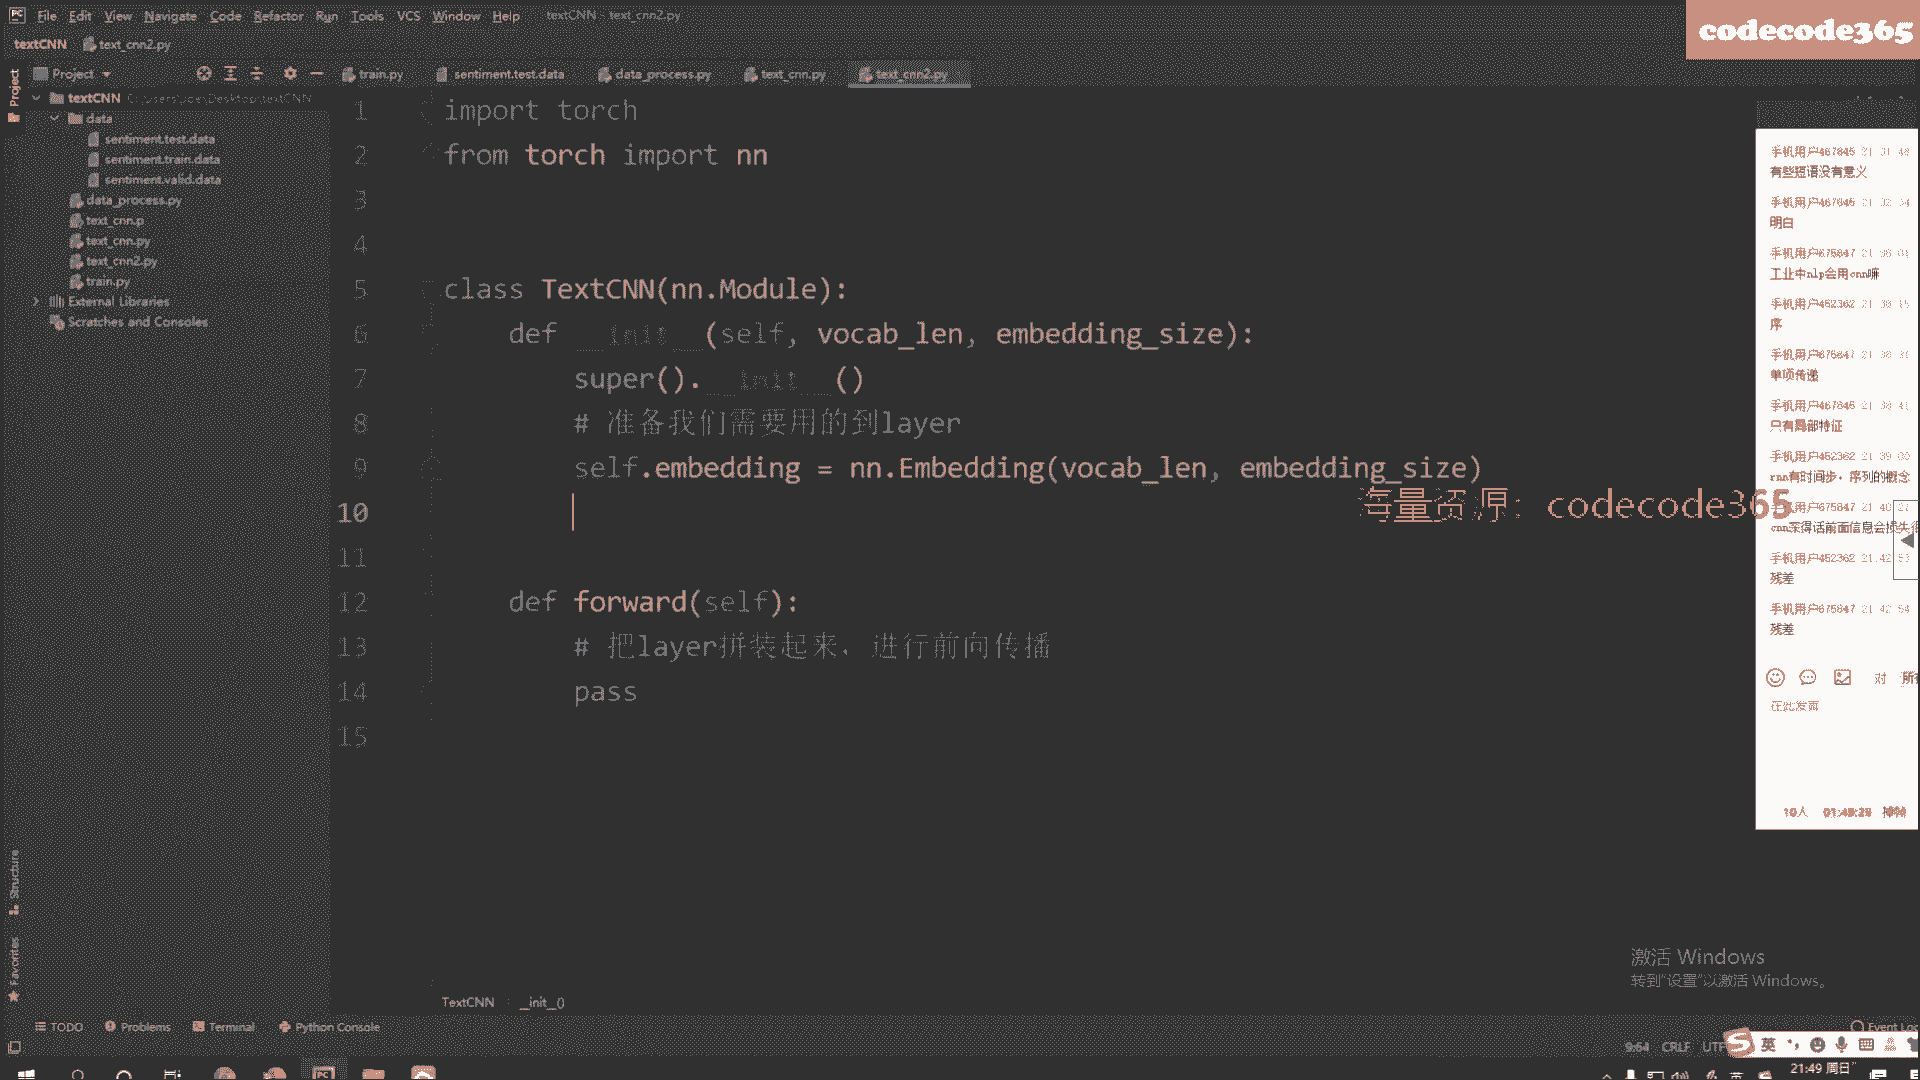 File Edit View Navigate Code Refactor Run Tools VCS Window Help textCNN - text_cnn2.py
codecode365
textCNN text_cnn2.py
Project
train.py sentiment.test.data data_process.py text_cnn.py text_cnn2.py
Project
textCNN C:\Users\joe\Desktop\textCNN
data
sentiment.test.data
sentiment.train.data
sentiment.valid.data
data_process.py
text_cnn.p
text_cnn.py
text_cnn2.py
train.py
External Libraries
Scratches and Consoles
1 import torch
2 from torch import nn
3
4
5 class TextCNN(nn.Module):
6 def __init__(self, vocab_len, embedding_size):
7 super().__init__()
8 # 准备我们需要用的到layer
9 self.embedding = nn.Embedding(vocab_len, embedding_size)
10
11
12 def forward(self):
13 # 把layer拼装起来，进行前向传播
14 pass
15
海量资源：codecode365
手机用户467845 21:31:48
有些短语没有意义
手机用户467845 21:32:34
明白
手机用户675847 21:36:01
工业中nlp会用cnn嘛
手机用户452362 21:38:15
序
手机用户675847 21:38:31
单项传递
手机用户467845 21:38:41
只有局部特征
手机用户452362 21:39:00
rnn有时间步，序列的概念
手机用户675847 21:40:27
cnn深得话前面信息会损失很
手机用户452362 21:42:53
残差
手机用户675847 21:42:54
残差
对 所有
在此发言
10人
Structure
Favorites
激活 Windows
转到"设置"以激活 Windows。
TextCNN __init__()
TODO Problems Terminal Python Console Event Log
9:64 CRLF UTF
英
21:49 周日